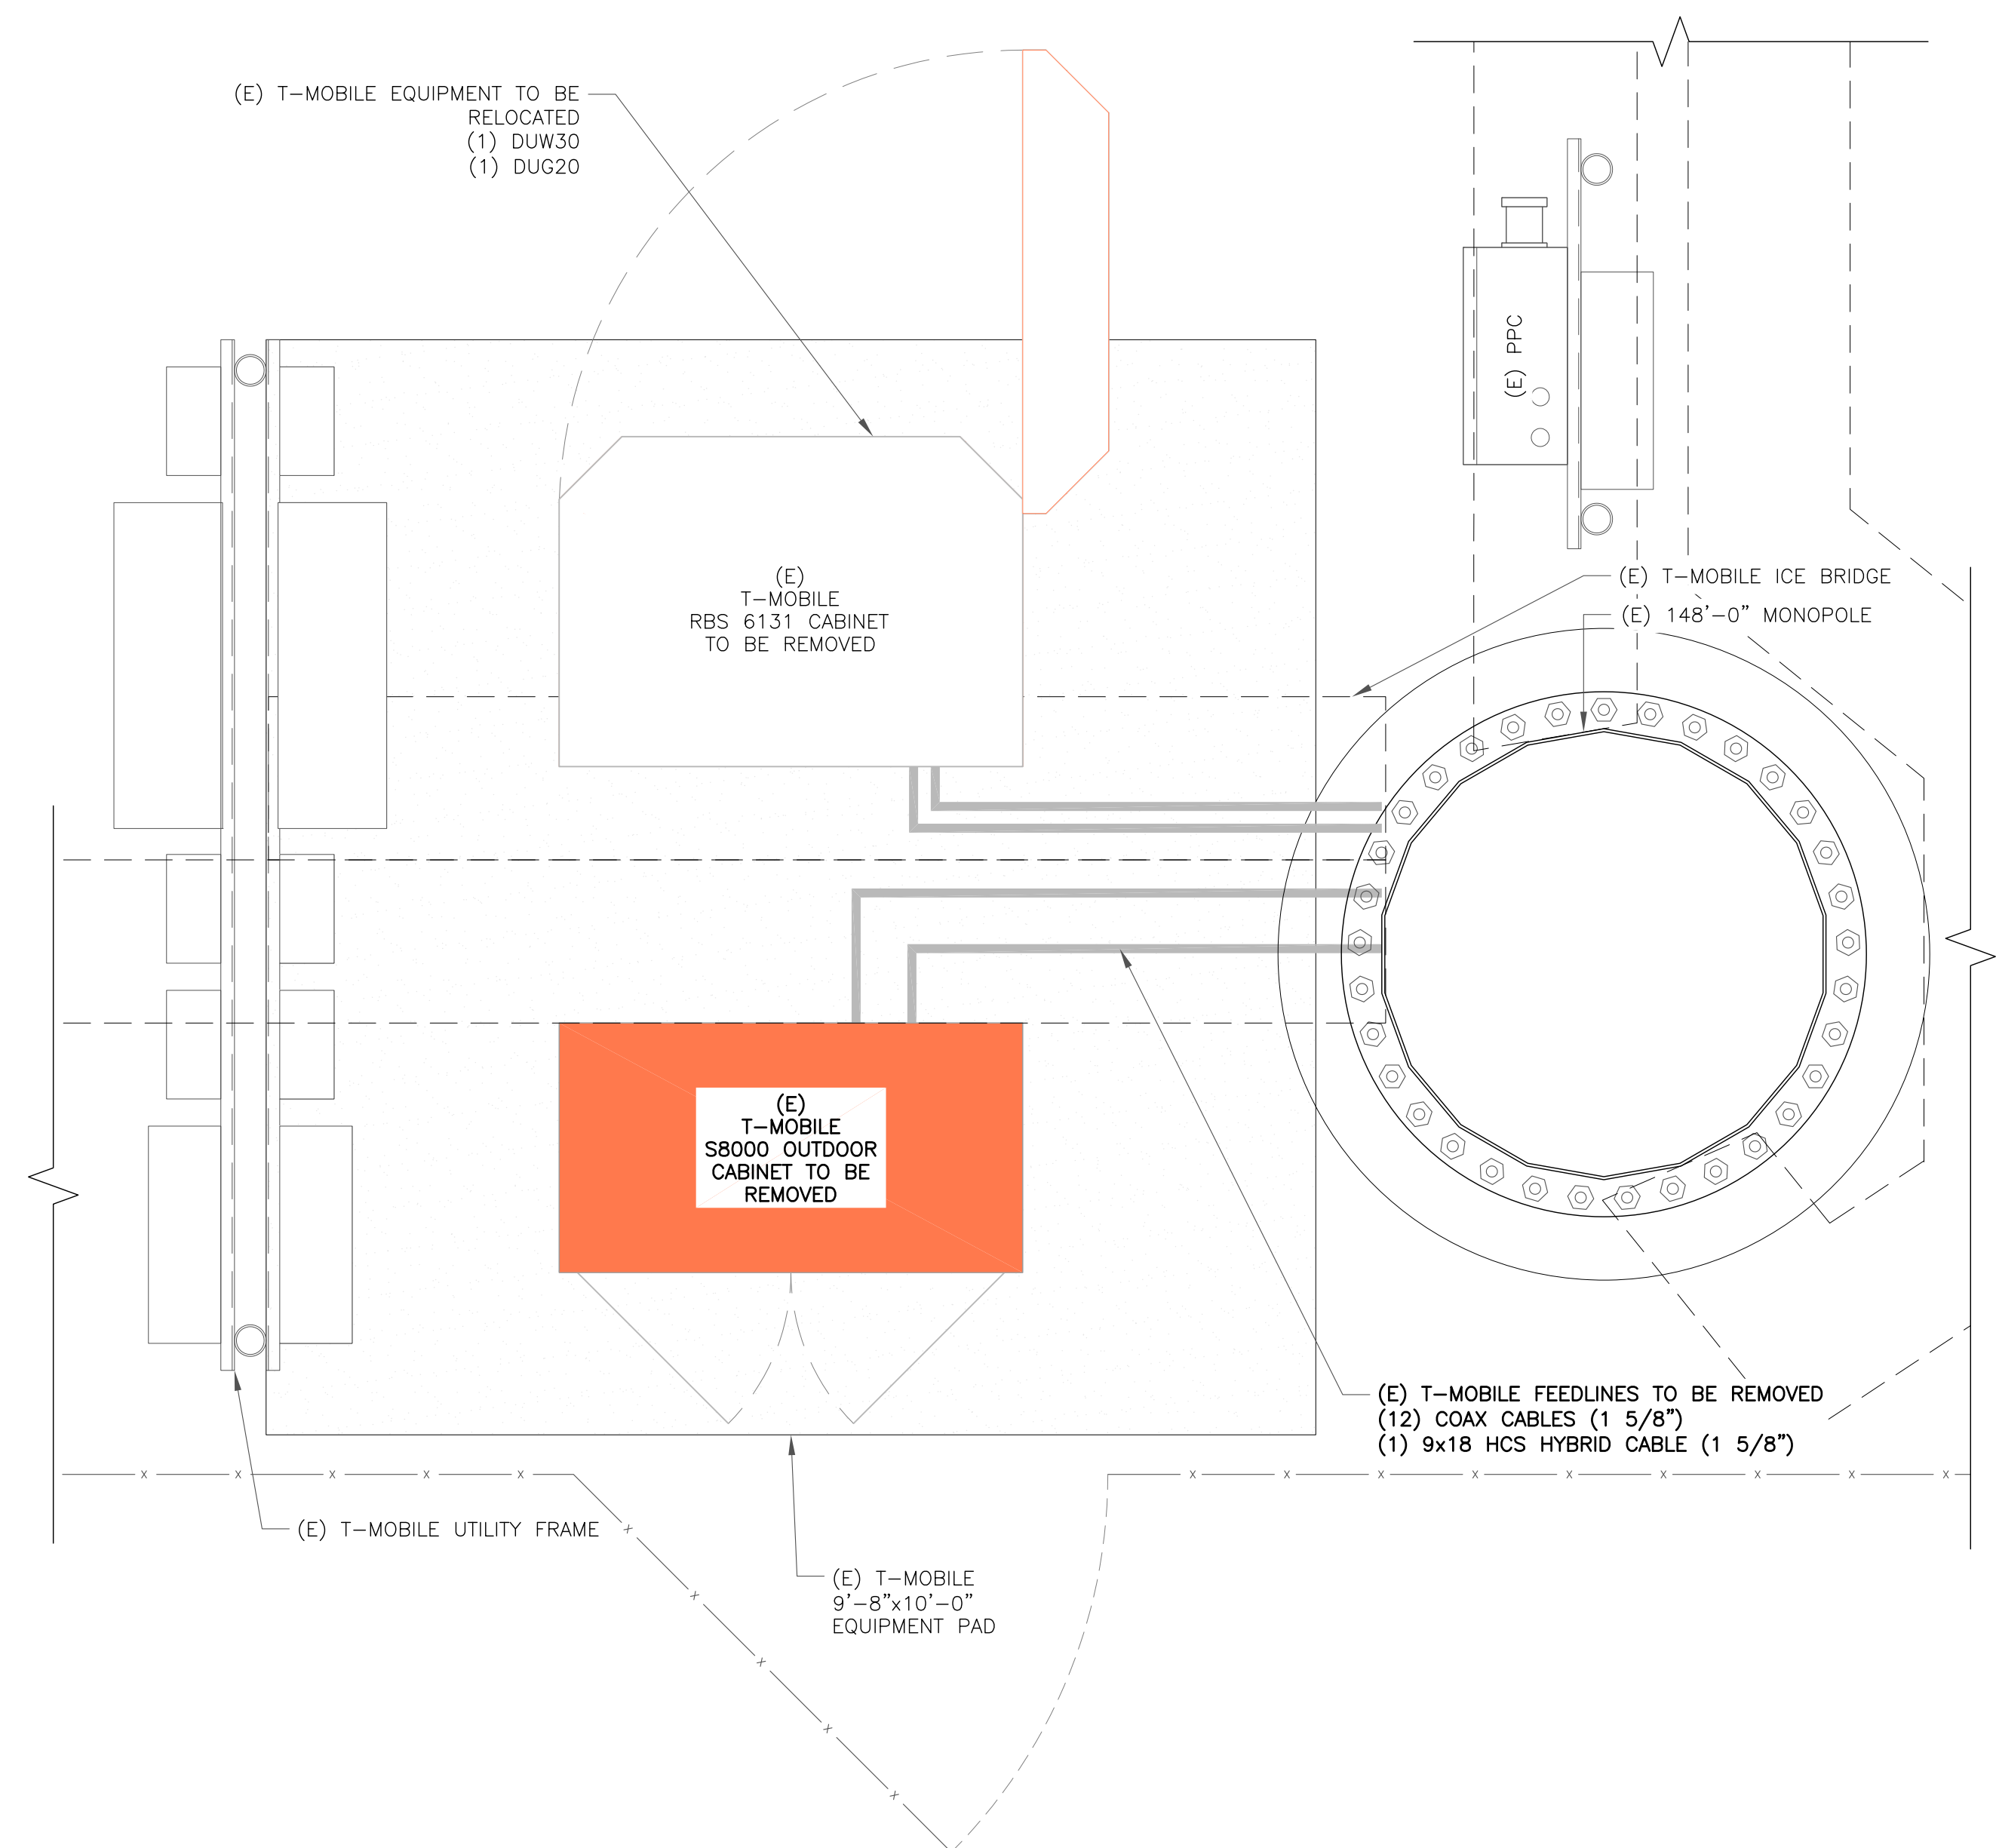 (E) T-MOBILE EQUIPMENT TO BE
RELOCATED
(1) DUW30
(1) DUG20
(E) PPC
(E) T-MOBILE ICE BRIDGE
(E) 148'-0" MONOPOLE
(E)
T-MOBILE
RBS 6131 CABINET
TO BE REMOVED
(E)
T-MOBILE
S8000 OUTDOOR
CABINET TO BE
REMOVED
(E) T-MOBILE FEEDLINES TO BE REMOVED
(12) COAX CABLES (1 5/8")
(1) 9x18 HCS HYBRID CABLE (1 5/8")
(E) T-MOBILE UTILITY FRAME
(E) T-MOBILE
9'-8"x10'-0"
EQUIPMENT PAD